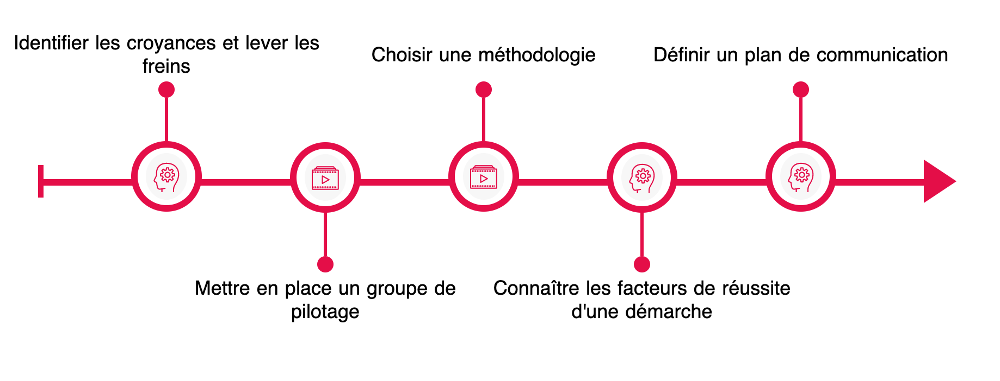 Identifier les croyances et lever les
freins
Mettre en place un groupe de
pilotage
Choisir une méthodologie
Connaître les facteurs de réussite
d'une démarche
Définir un plan de communication